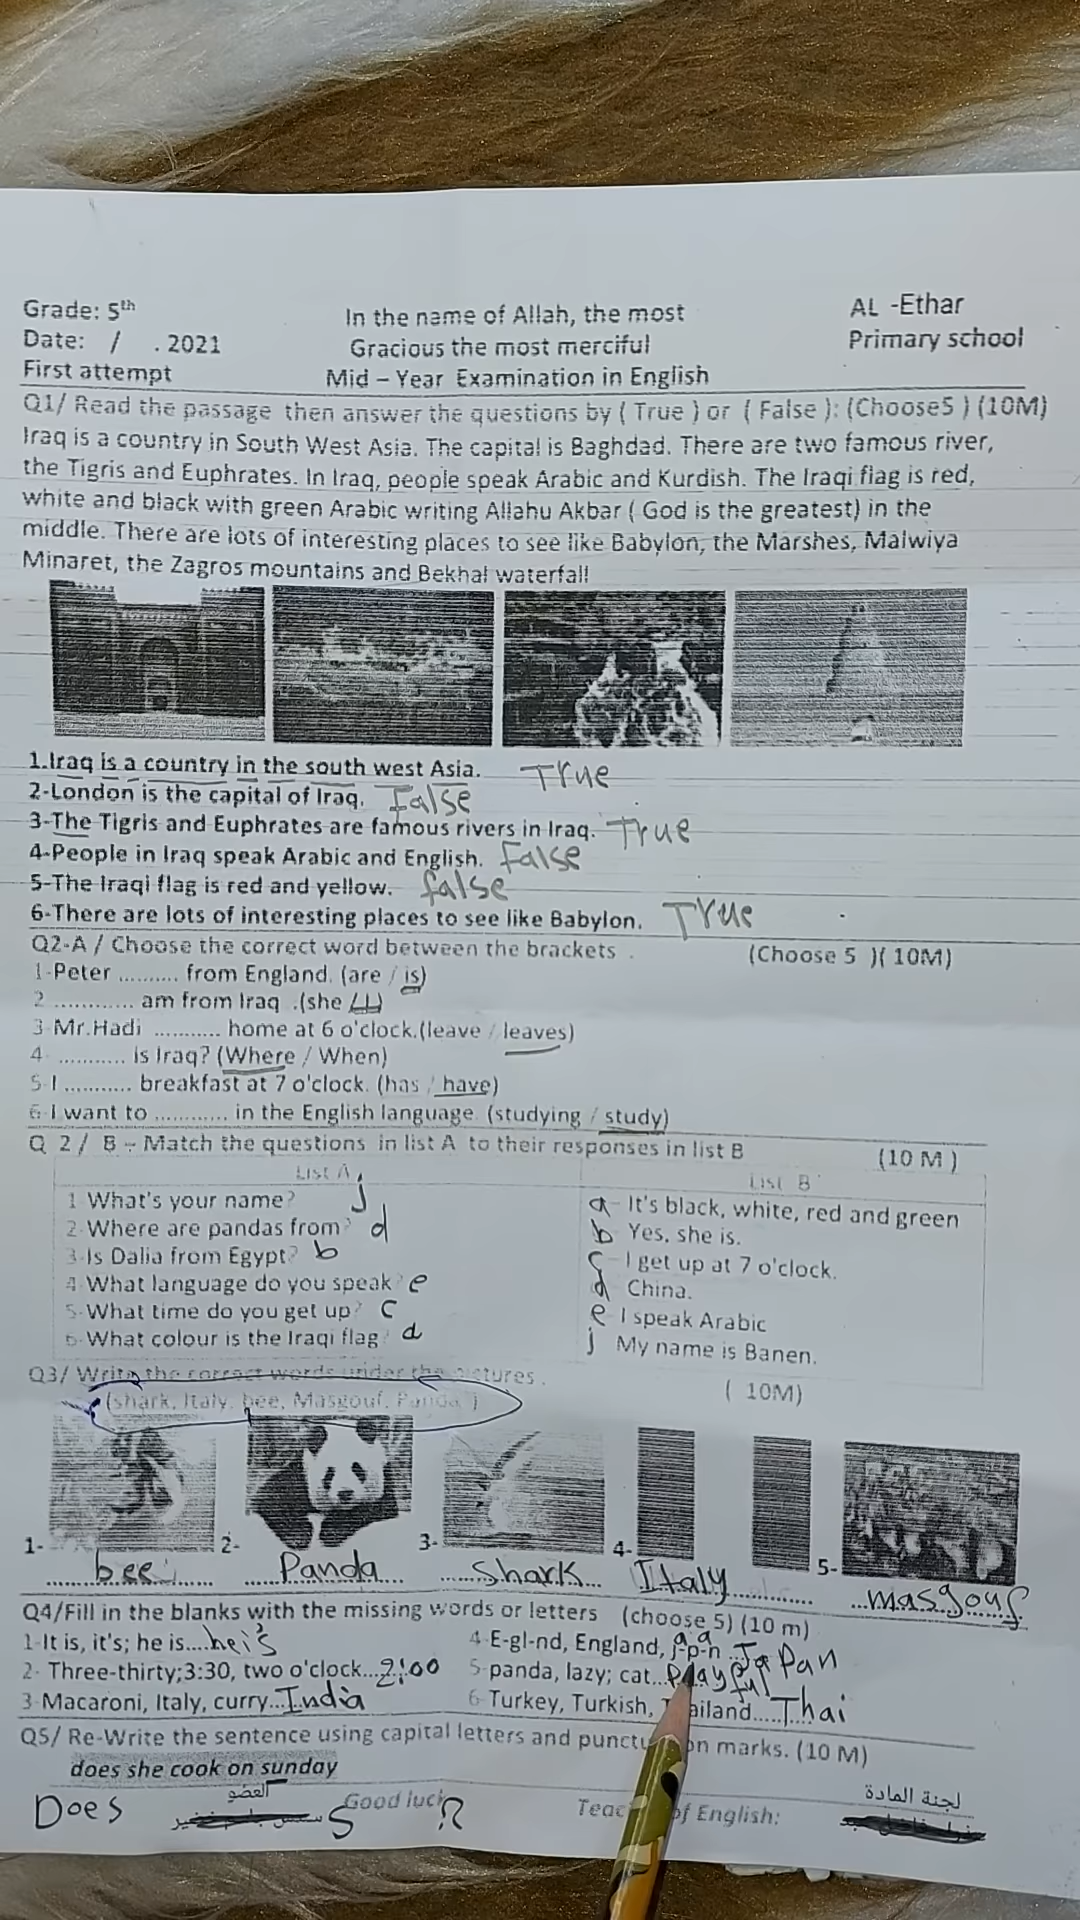 Grade: 5th
In the name of Allah, the most
AL -Ethar
Date: / . 2021
Gracious the most merciful
Primary school
First attempt
Mid – Year Examination in English
Q1/ Read the passage then answer the questions by ( True ) or ( False ): (Choose5 ) (10M)
Iraq is a country in South West Asia. The capital is Baghdad. There are two famous river,
the Tigris and Euphrates. In Iraq, people speak Arabic and Kurdish. The Iraqi flag is red,
white and black with green Arabic writing Allahu Akbar ( God is the greatest) in the
middle. There are lots of interesting places to see like Babylon, the Marshes, Malwiya
Minaret, the Zagros mountains and Bekhal waterfall
1.Iraq is a country in the south west Asia. True
2-London is the capital of Iraq. False
3-The Tigris and Euphrates are famous rivers in Iraq. True
4-People in Iraq speak Arabic and English. False
5-The Iraqi flag is red and yellow. false
6-There are lots of interesting places to see like Babylon. True
Q2-A / Choose the correct word between the brackets . (Choose 5 )( 10M)
1-Peter .......... from England. (are / is)
2 ............ am from Iraq .(she / I)
3 Mr.Hadi ........... home at 6 o'clock.(leave / leaves)
4- ........... is Iraq? (Where / When)
5-I ........... breakfast at 7 o'clock. (has / have)
6-I want to ............ in the English language. (studying / study)
Q 2 / B - Match the questions in list A to their responses in list B (10 M )
List A
List B
1 What's your name? j
a - It's black, white, red and green
2-Where are pandas from? d
b Yes, she is.
3-Is Dalia from Egypt? b
c - I get up at 7 o'clock.
4-What language do you speak? e
d China.
5-What time do you get up? c
e I speak Arabic
6-What colour is the Iraqi flag? d
j My name is Banen.
Q3/ Write the correct words under the pictures. ( 10M)
(shark, Italy, bee, Masgouf, Panda )
1- bee 2- Panda 3- Shark 4- Italy 5- masgouf
Q4/Fill in the blanks with the missing words or letters (choose 5) (10 m)
1-It is, it's; he is....he's
4-E-gl-nd, England, j-p-n ..Japan
2- Three-thirty;3:30, two o'clock...2:00
5-panda, lazy; cat...Playful
3-Macaroni, Italy, curry...India
6 Turkey, Turkish, Thailand.....Thai
Q5/ Re-Write the sentence using capital letters and punctuation marks. (10 M)
does she cook on sunday
Does S ?
العضو
Good luck
Teacher of English:
لجنة المادة